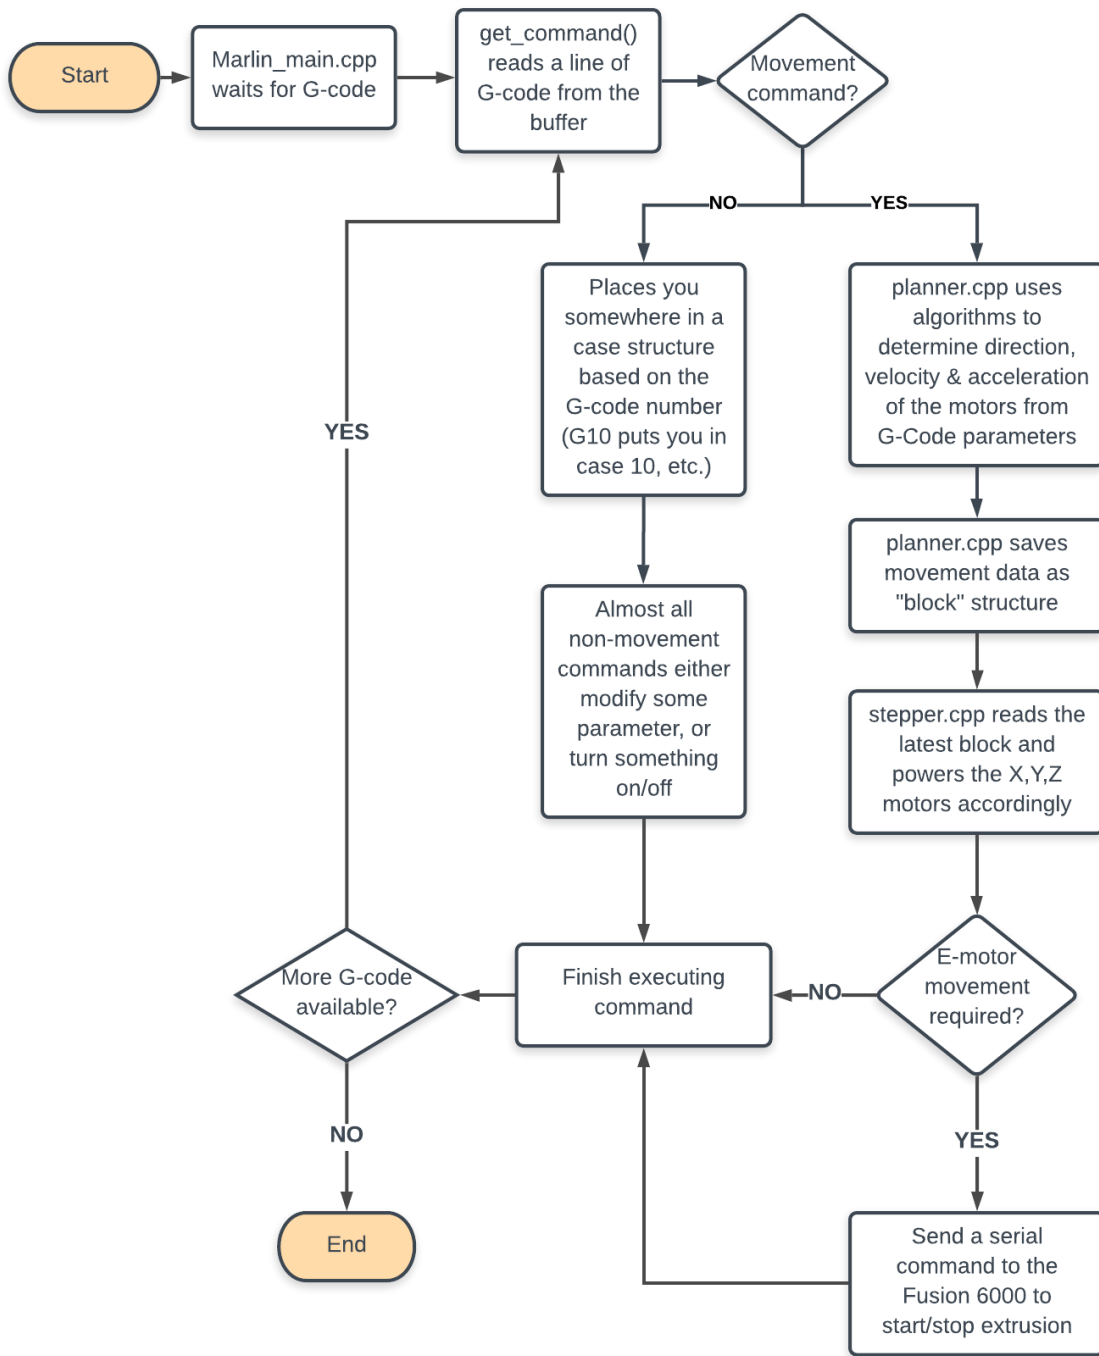 Start
Marlin_main.cpp
waits for G-code
get_command()
reads a line of
G-code from the
buffer
Movement
command?
NO
YES
Places you
somewhere in a
case structure
based on the
G-code number
(G10 puts you in
case 10, etc.)
planner.cpp uses
algorithms to
determine direction,
velocity & acceleration
of the motors from
G-Code parameters
YES
planner.cpp saves
movement data as
"block" structure
Almost all
non-movement
commands either
modify some
parameter, or
turn something
on/off
stepper.cpp reads the
latest block and
powers the X,Y,Z
motors accordingly
E-motor
movement
required?
NO
Finish executing
command
More G-code
available?
NO
YES
End
Send a serial
command to the
Fusion 6000 to
start/stop extrusion